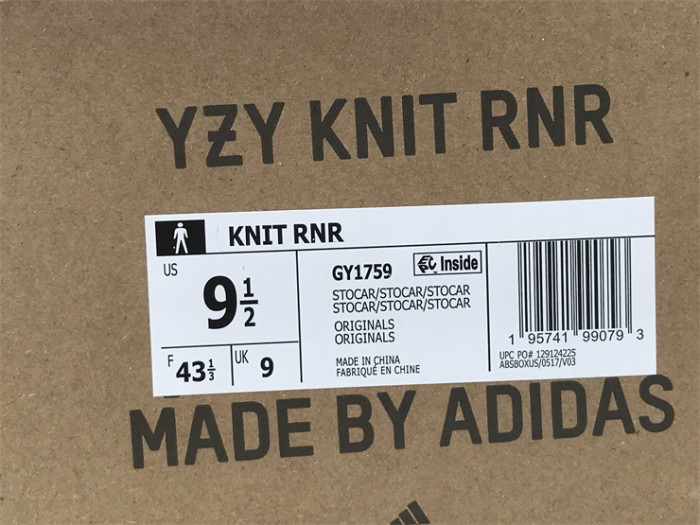 YZY KNIT RNR
KNIT RNR
US
9 1/2
F 43 1/3
UK 9
GY1759
Inside
STOCAR/STOCAR/STOCAR
STOCAR/STOCAR/STOCAR
ORIGINALS
ORIGINALS
MADE IN CHINA
FABRIQUÉ EN CHINE
1 95741 99079 3
UPC PO# 129124225
ABSBOXUS/0517/V03
MADE BY ADIDAS